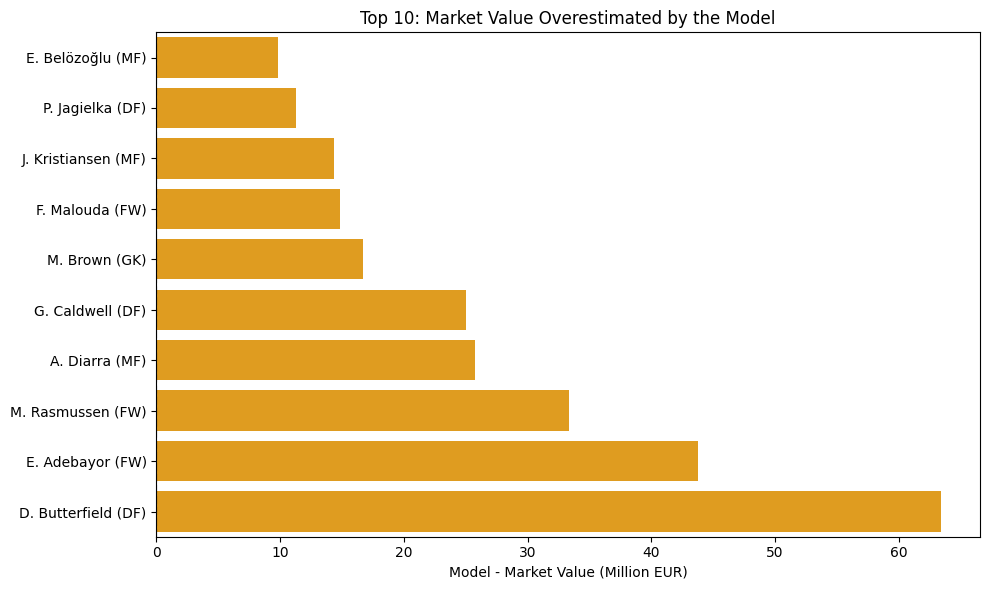 Top 10: Market Value Overestimated by the Model
E. Belözoğlu (MF)
P. Jagielka (DF)
J. Kristiansen (MF)
F. Malouda (FW)
M. Brown (GK)
G. Caldwell (DF)
A. Diarra (MF)
M. Rasmussen (FW)
E. Adebayor (FW)
D. Butterfield (DF)
0 10 20 30 40 50 60
Model - Market Value (Million EUR)